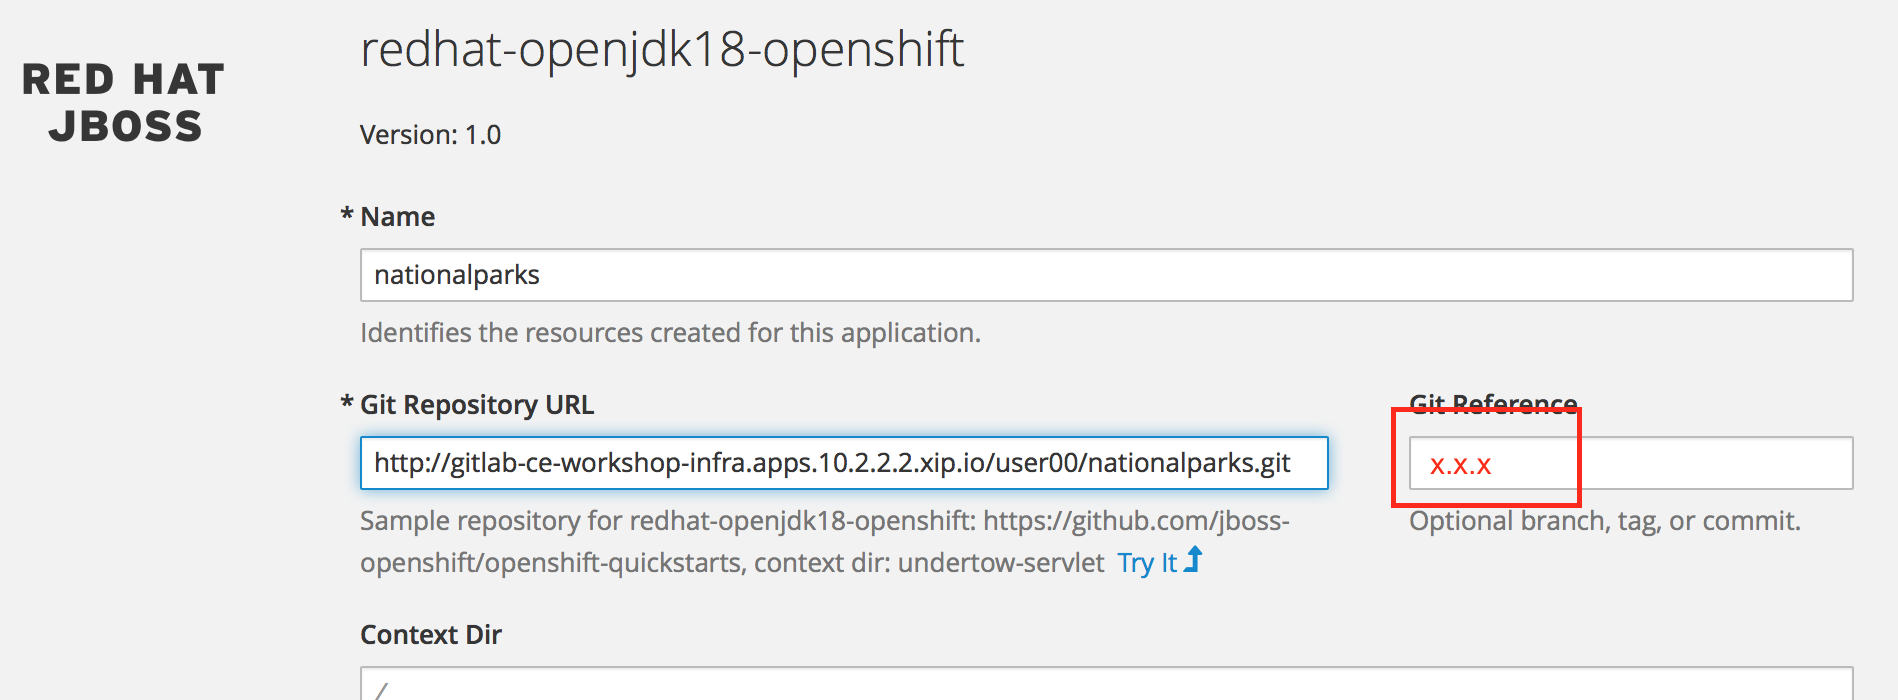 RED HAT
JBOSS
redhat-openjdk18-openshift
Version: 1.0
* Name
nationalparks
Identifies the resources created for this application.
* Git Repository URL
Git Reference
http://gitlab-ce-workshop-infra.apps.10.2.2.2.xip.io/user00/nationalparks.git
x.x.x
Sample repository for redhat-openjdk18-openshift: https://github.com/jboss-
openshift/openshift-quickstarts, context dir: undertow-servlet Try It
Optional branch, tag, or commit.
Context Dir
/